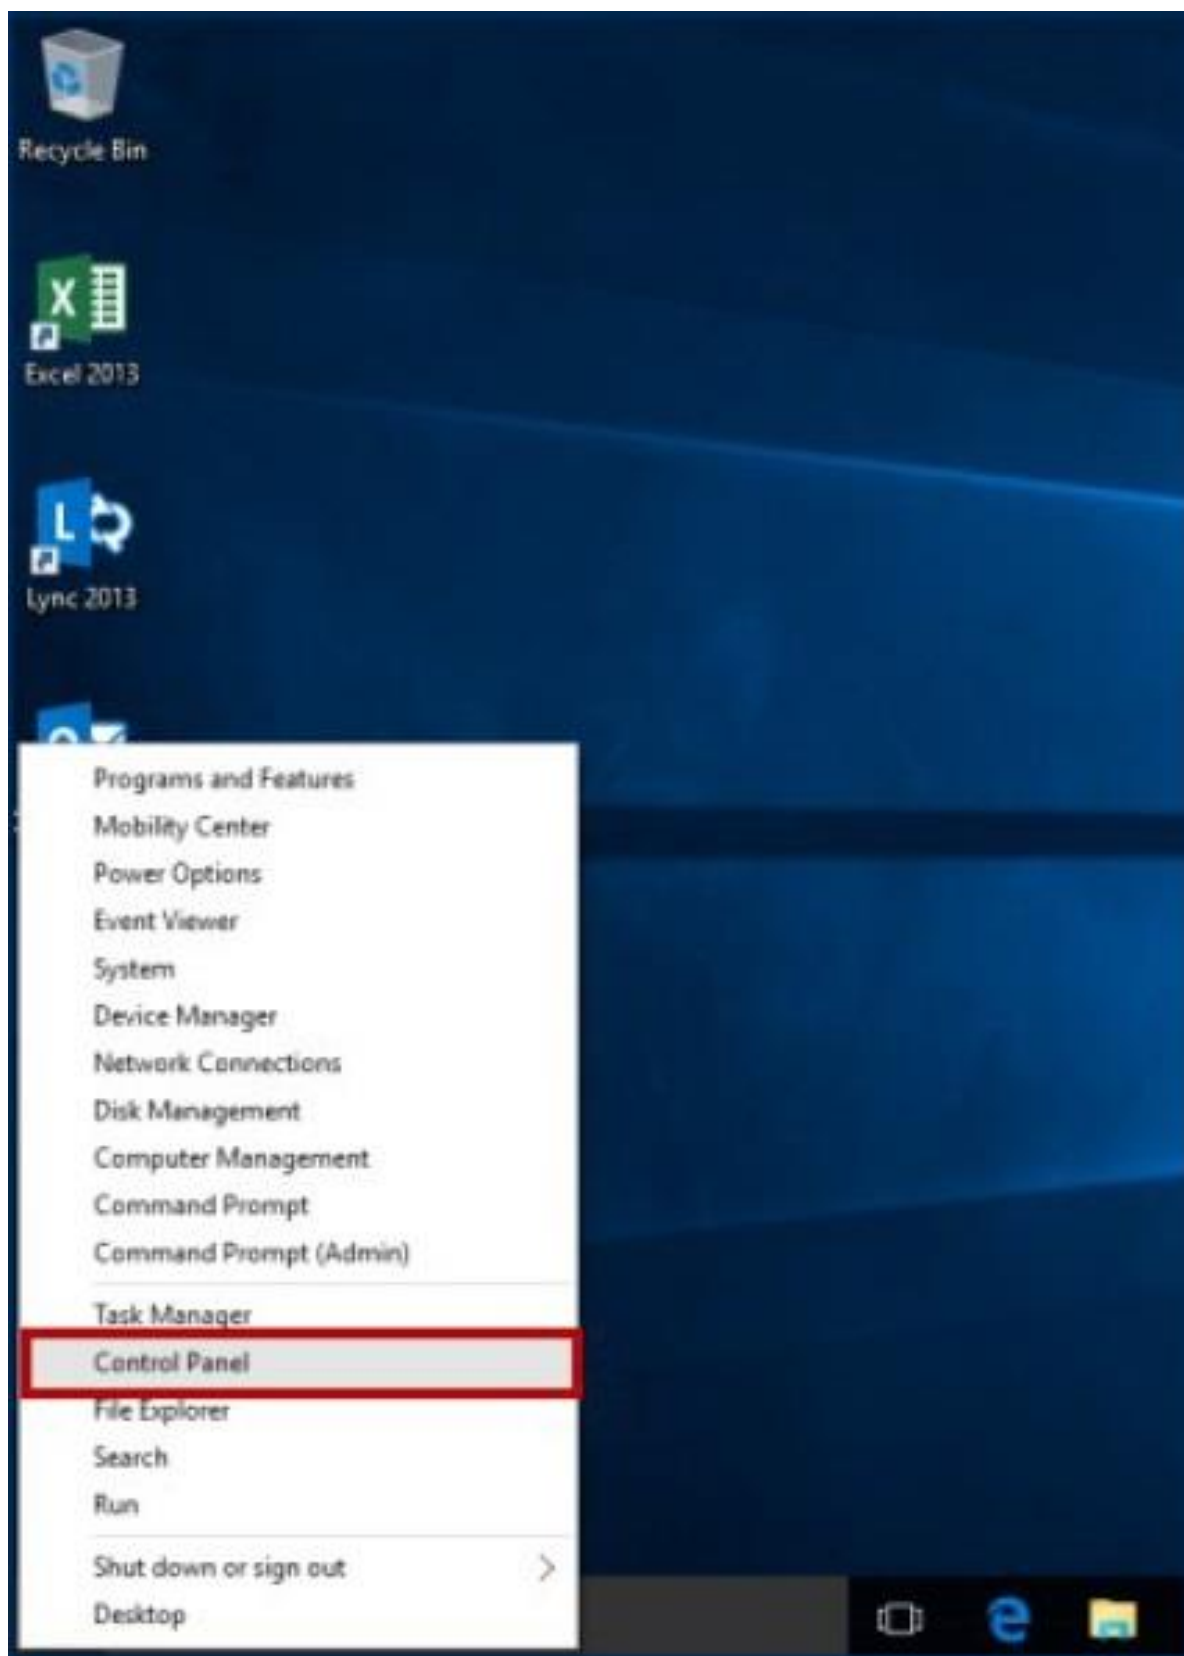 Recycle Bin
Excel 2013
Lync 2013
Programs and Features
Mobility Center
Power Options
Event Viewer
System
Device Manager
Network Connections
Disk Management
Computer Management
Command Prompt
Command Prompt (Admin)
Task Manager
Control Panel
File Explorer
Search
Run
Shut down or sign out
Desktop